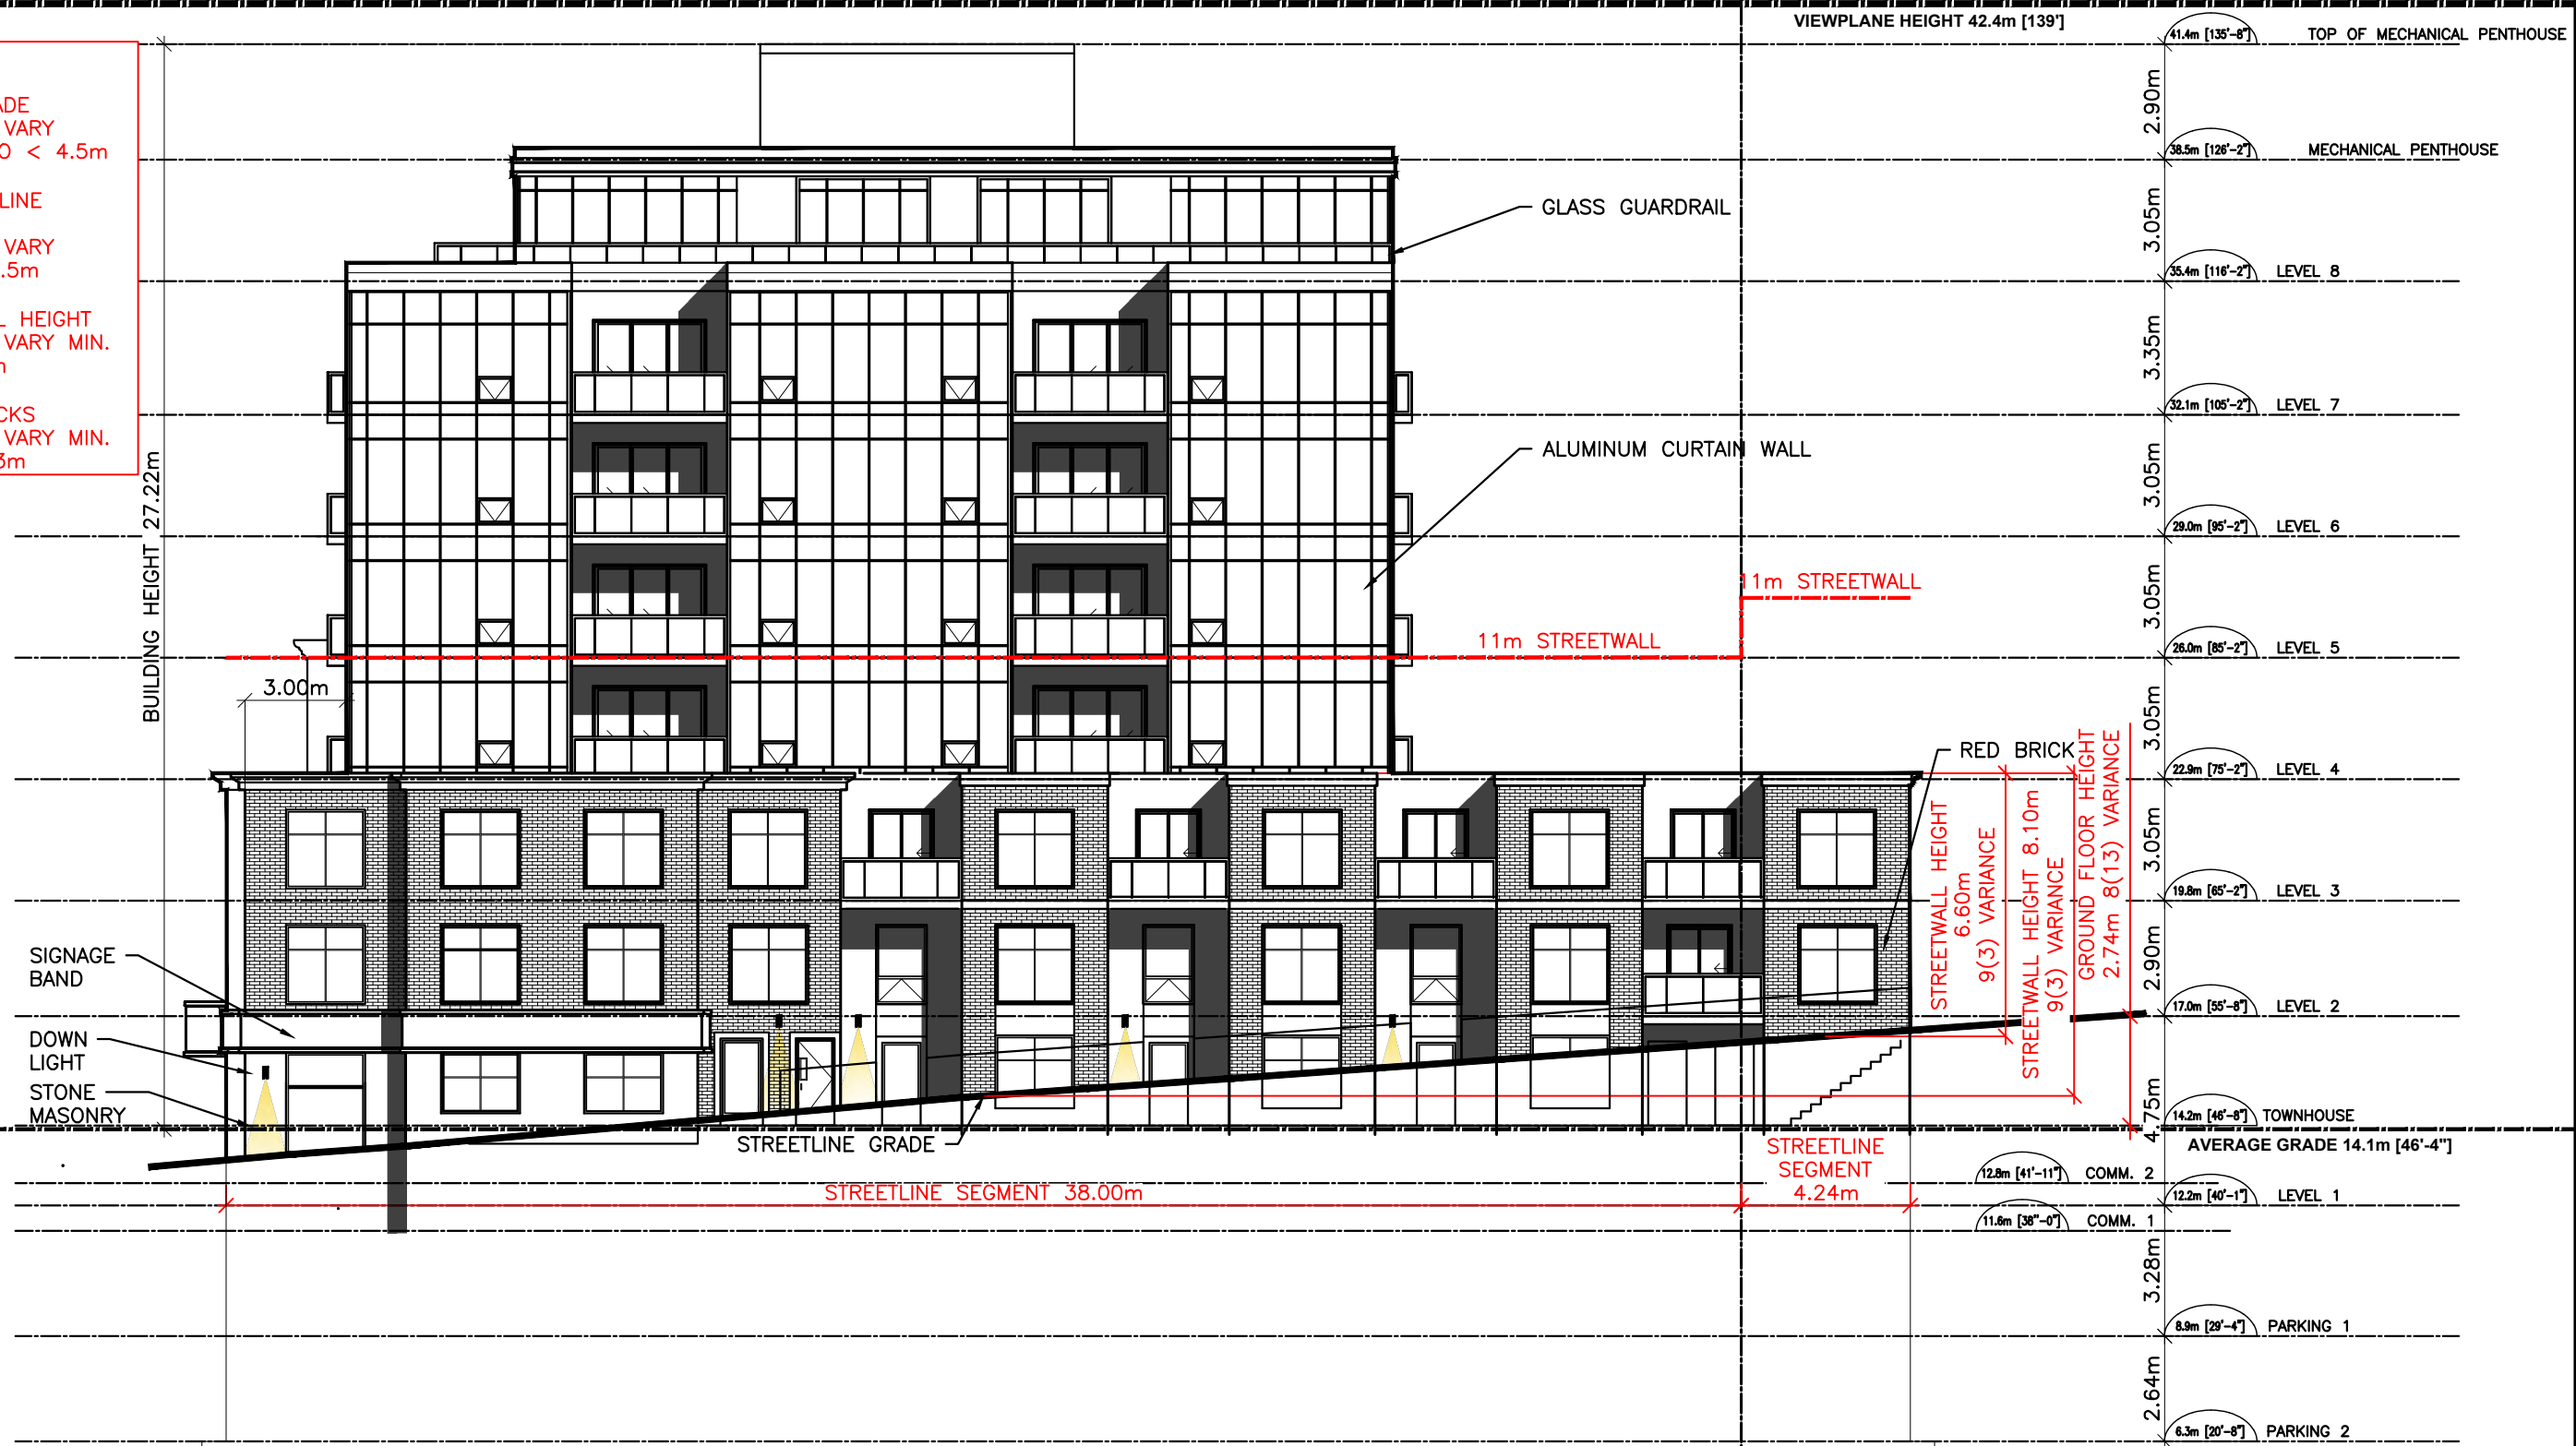 VIEWPLANE HEIGHT 42.4m [139']
41.4m [135'-8"] TOP OF MECHANICAL PENTHOUSE
2.90m
38.5m [126'-2"] MECHANICAL PENTHOUSE
3.05m
35.4m [116'-2"] LEVEL 8
3.35m
32.1m [105'-2"] LEVEL 7
3.05m
29.0m [95'-2"] LEVEL 6
3.05m
26.0m [85'-2"] LEVEL 5
3.05m
22.9m [75'-2"] LEVEL 4
3.05m
19.8m [65'-2"] LEVEL 3
2.90m
17.0m [55'-8"] LEVEL 2
4.75m
14.2m [46'-8"] TOWNHOUSE
AVERAGE GRADE 14.1m [46'-4"]
12.8m [41'-11"] COMM. 2
12.2m [40'-1"] LEVEL 1
11.6m [38"-0"] COMM. 1
3.28m
8.9m [29'-4"] PARKING 1
2.64m
6.3m [20'-8"] PARKING 2
VARY
< 4.5m
LINE
VARY
.5m
HEIGHT
VARY MIN.
VARY MIN.
BUILDING HEIGHT 27.22m
GLASS GUARDRAIL
ALUMINUM CURTAIN WALL
11m STREETWALL
11m STREETWALL
3.00m
RED BRICK
STREETWALL HEIGHT
6.60m
9(3) VARIANCE
STREETWALL HEIGHT 8.10m
9(3) VARIANCE
GROUND FLOOR HEIGHT
2.74m 8(13) VARIANCE
SIGNAGE
BAND
DOWN
LIGHT
STONE
MASONRY
STREETLINE GRADE
STREETLINE SEGMENT 38.00m
STREETLINE
SEGMENT
4.24m